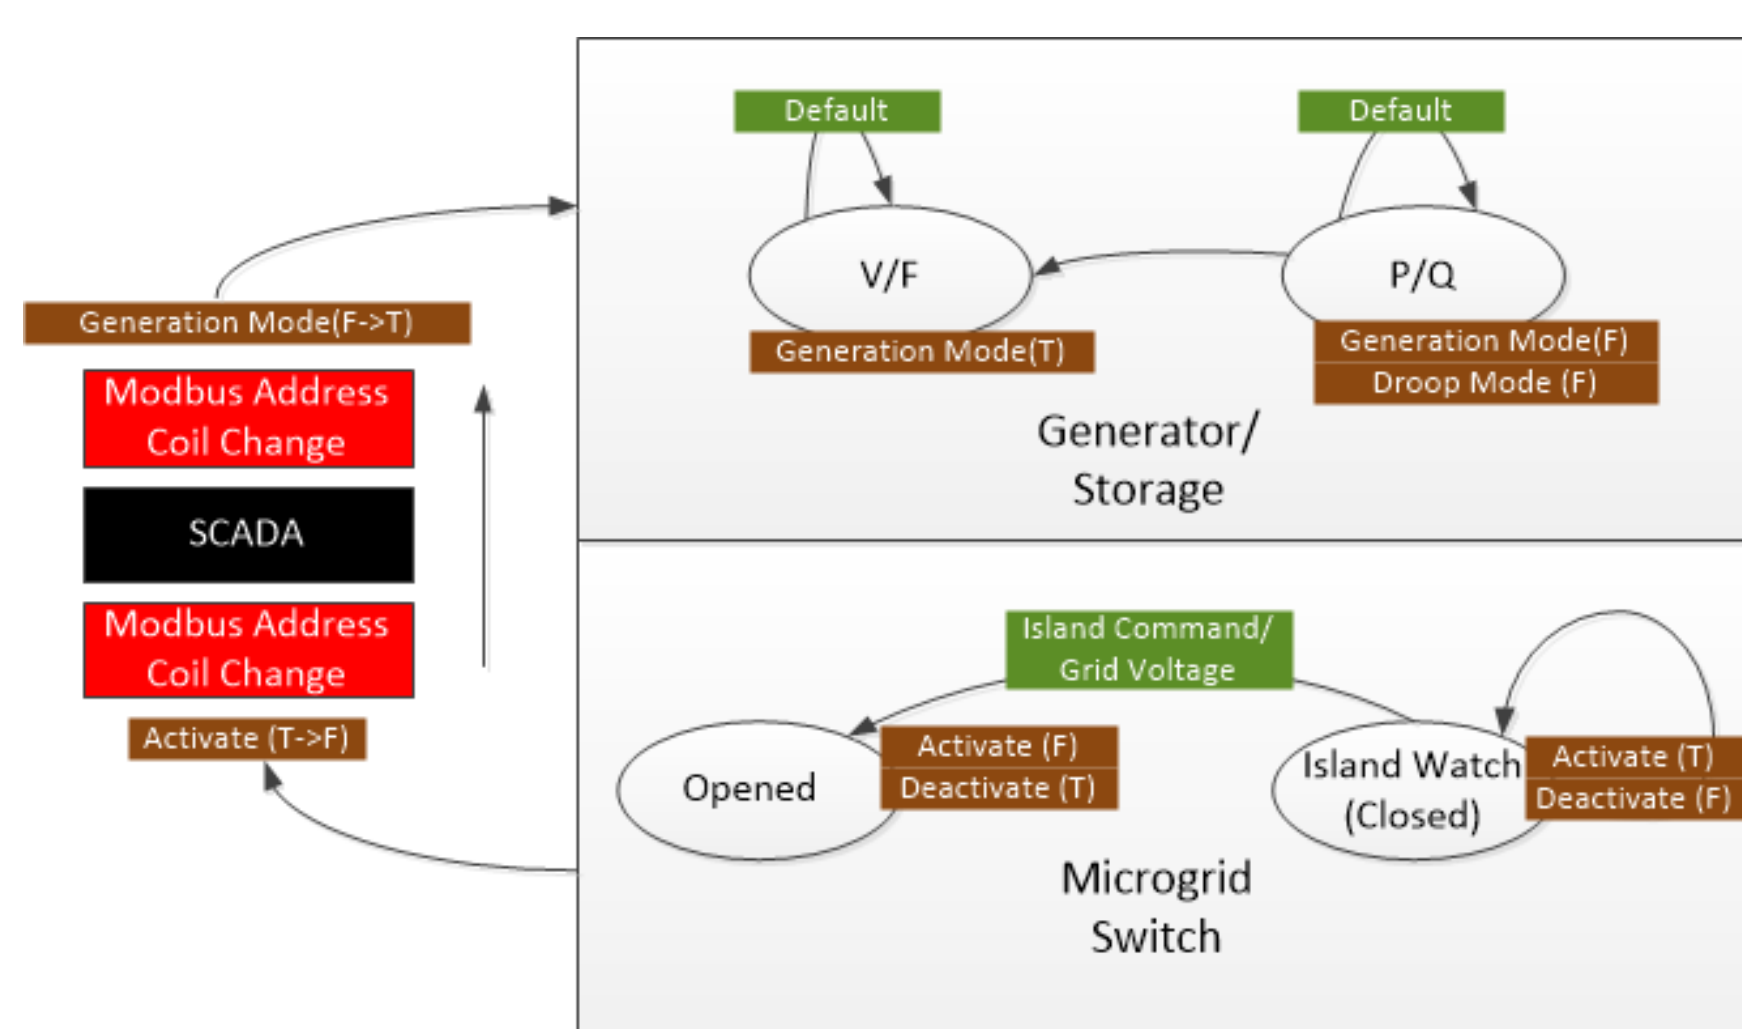 Default
Default
V/F
P/Q
Generation Mode(T)
Generation Mode(F)
Droop Mode (F)
Generator/
Storage
Generation Mode(F->T)
Modbus Address
Coil Change
SCADA
Modbus Address
Coil Change
Activate (T->F)
Island Command/
Grid Voltage
Opened
Activate (F)
Deactivate (T)
Island Watch
(Closed)
Activate (T)
Deactivate (F)
Microgrid
Switch